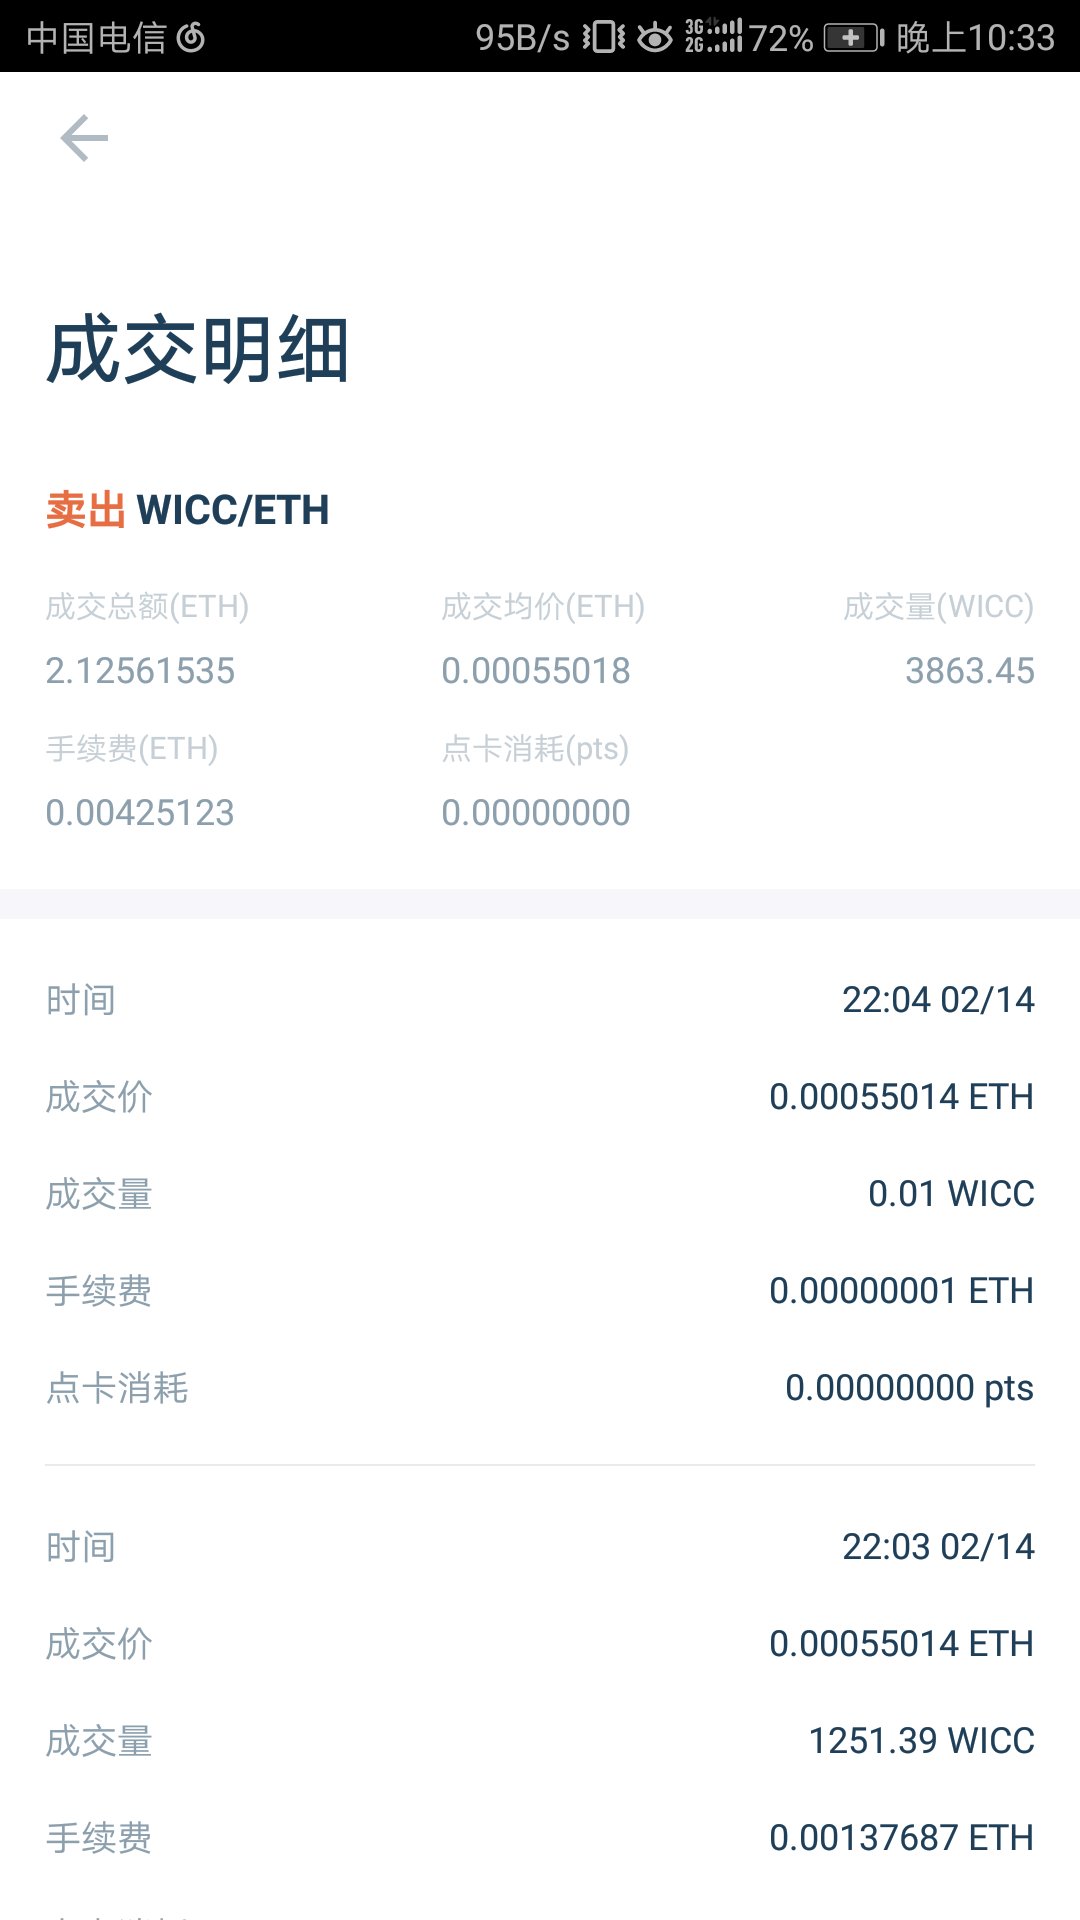 中国电信 95B/s 3G 4G 2G 72% 晚上10:33
成交明细
卖出 WICC/ETH
成交总额(ETH) 成交均价(ETH) 成交量(WICC)
2.12561535 0.00055018 3863.45
手续费(ETH) 点卡消耗(pts)
0.00425123 0.00000000
时间 22:04 02/14
成交价 0.00055014 ETH
成交量 0.01 WICC
手续费 0.00000001 ETH
点卡消耗 0.00000000 pts
时间 22:03 02/14
成交价 0.00055014 ETH
成交量 1251.39 WICC
手续费 0.00137687 ETH